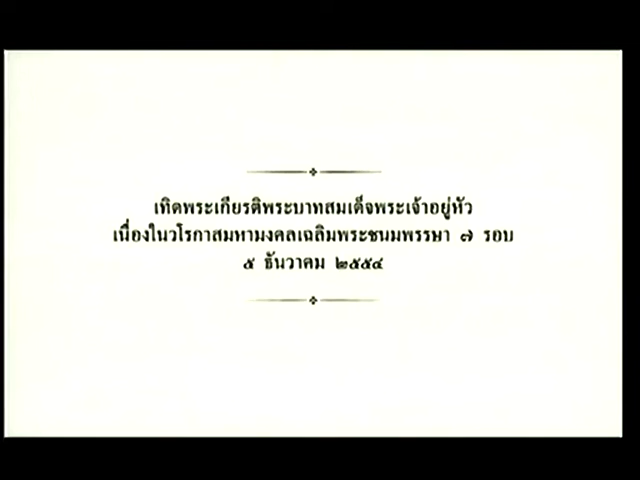 เทิดพระเกียรติพระบาทสมเด็จพระเจ้าอยู่หัว
เนื่องในวโรกาสมหามงคลเฉลิมพระชนมพรรษา ๗ รอบ
๕ ธันวาคม ๒๕๕๔